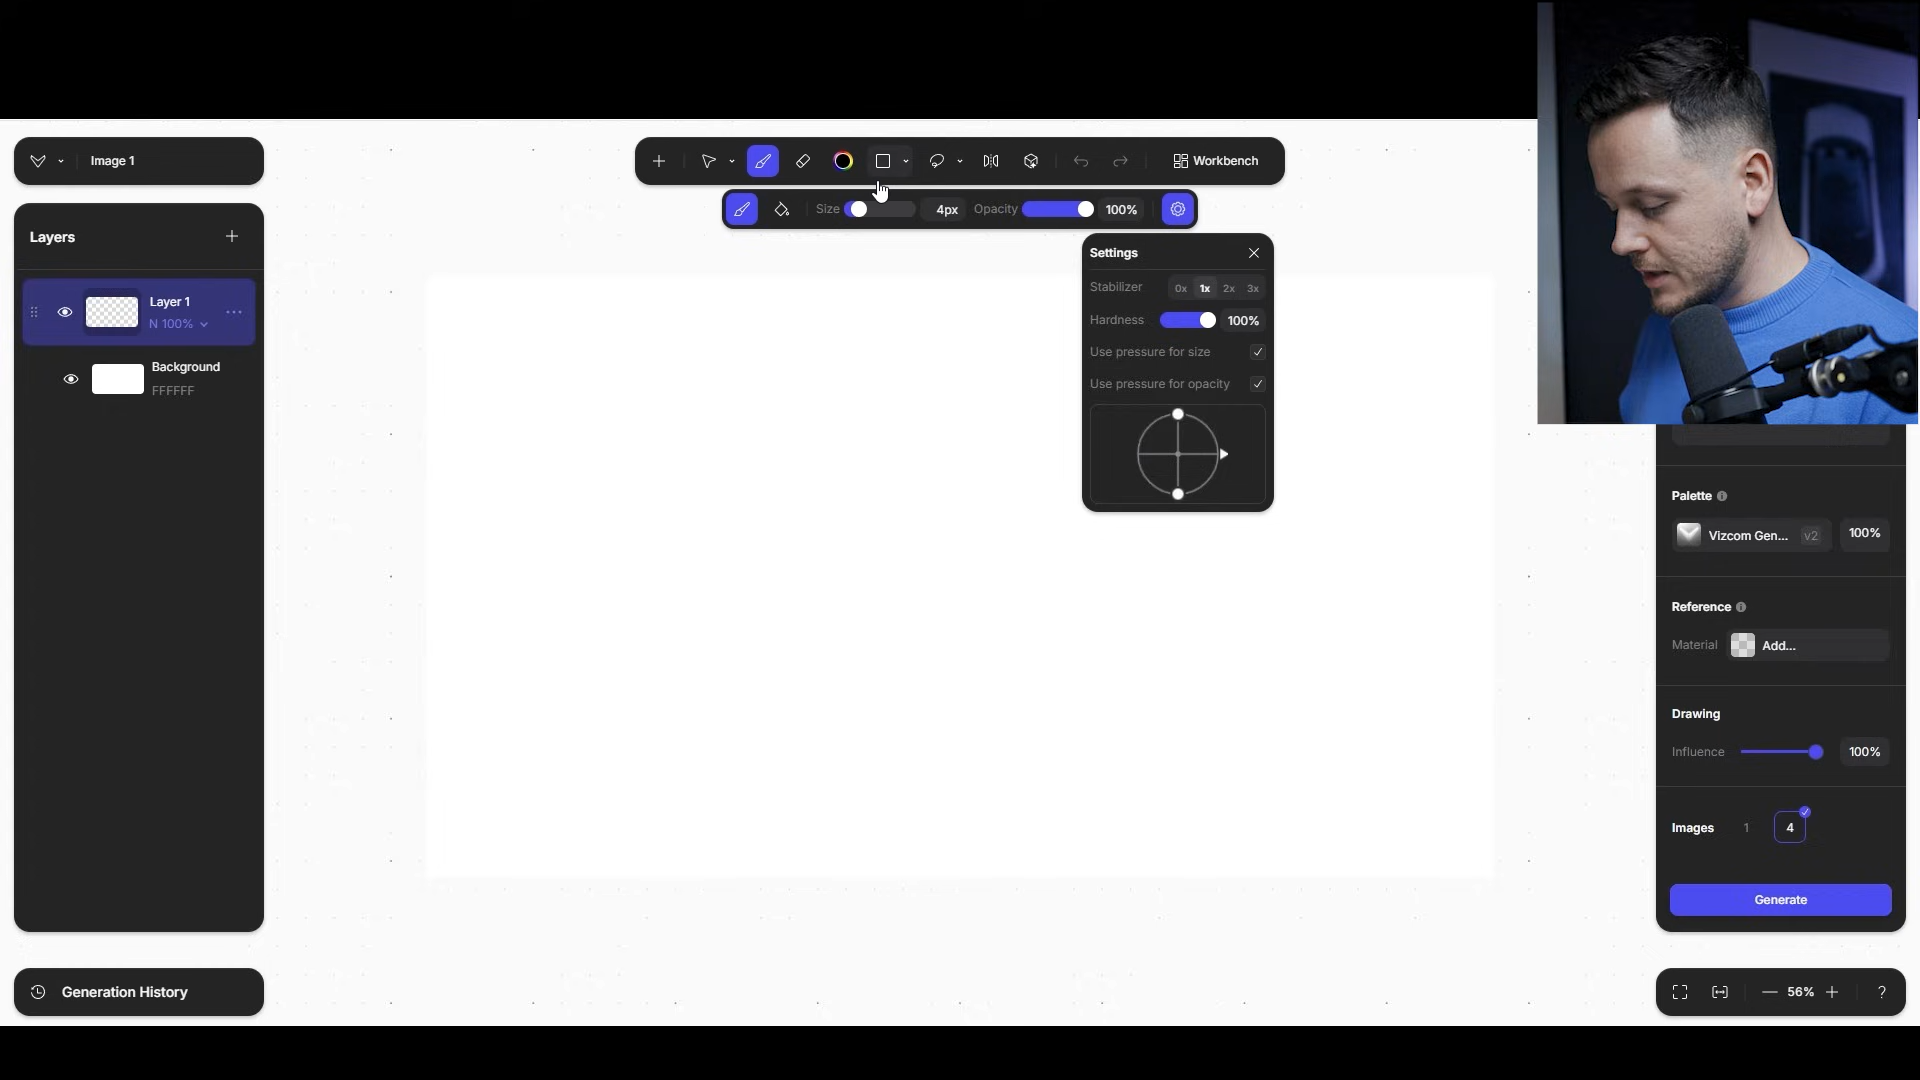 Image 1
Workbench
Size 4px Opacity 100%
Layers
Layer 1
N 100%
Background
FFFFFF
Settings
Stabilizer 0x 1x 2x 3x
Hardness 100%
Use pressure for size
Use pressure for opacity
Palette
Vizcom Gen... v2 100%
Reference
Material Add...
Drawing
Influence 100%
Images 1 4
Generate
Generation History
56% ?